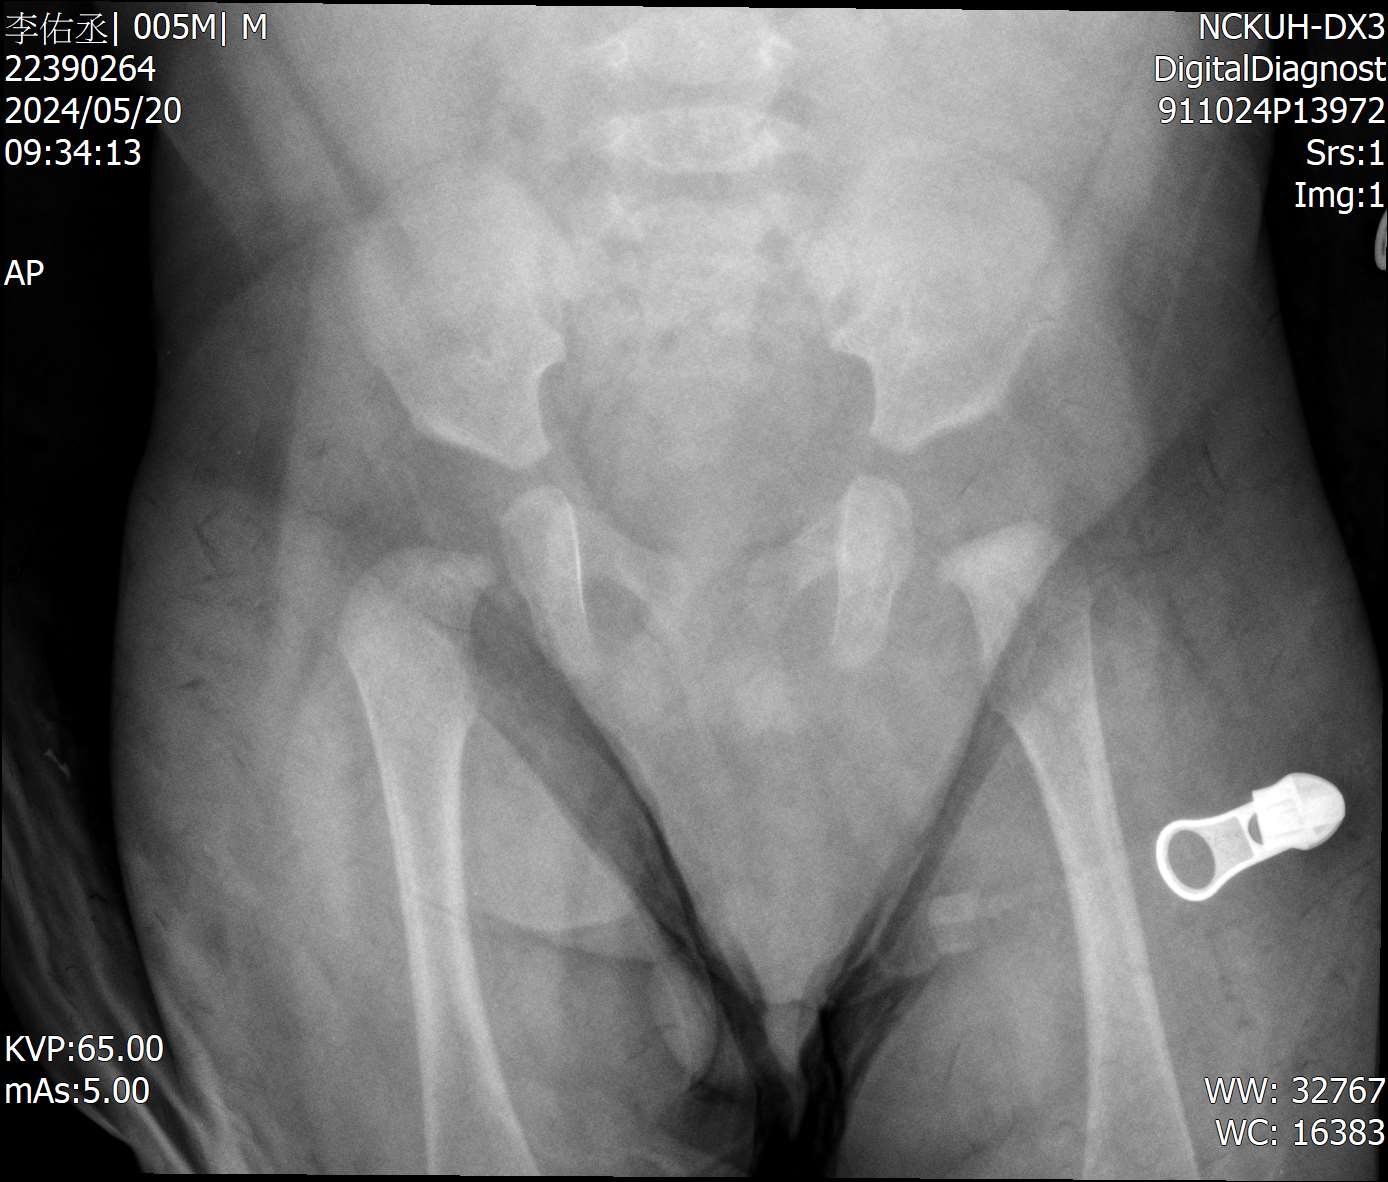 李佑丞| 005M| M
22390264
2024/05/20
09:34:13
AP
NCKUH-DX3
DigitalDiagnost
911024P13972
Srs:1
Img:1
KVP:65.00
mAs:5.00
WW: 32767
WC: 16383